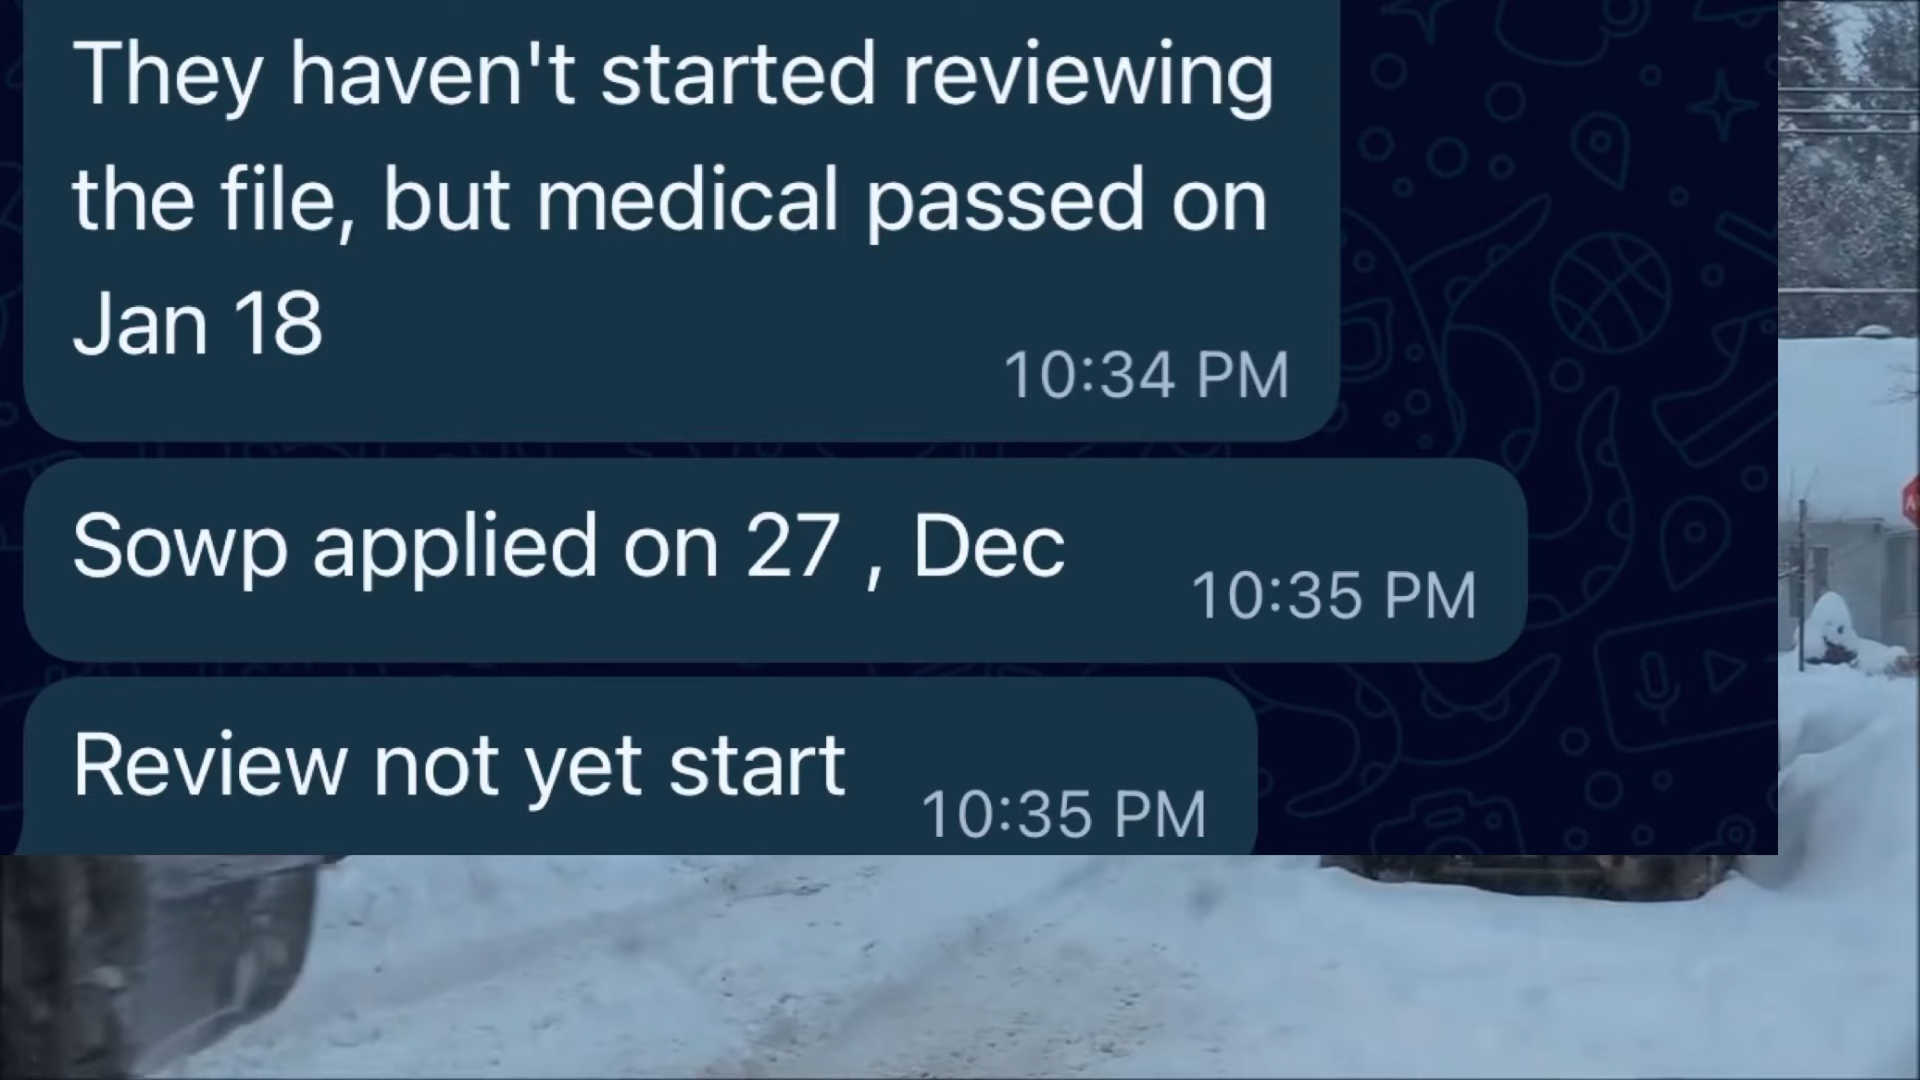 They haven't started reviewing
the file, but medical passed on
Jan 18
10:34 PM
Sowp applied on 27 , Dec
10:35 PM
Review not yet start
10:35 PM